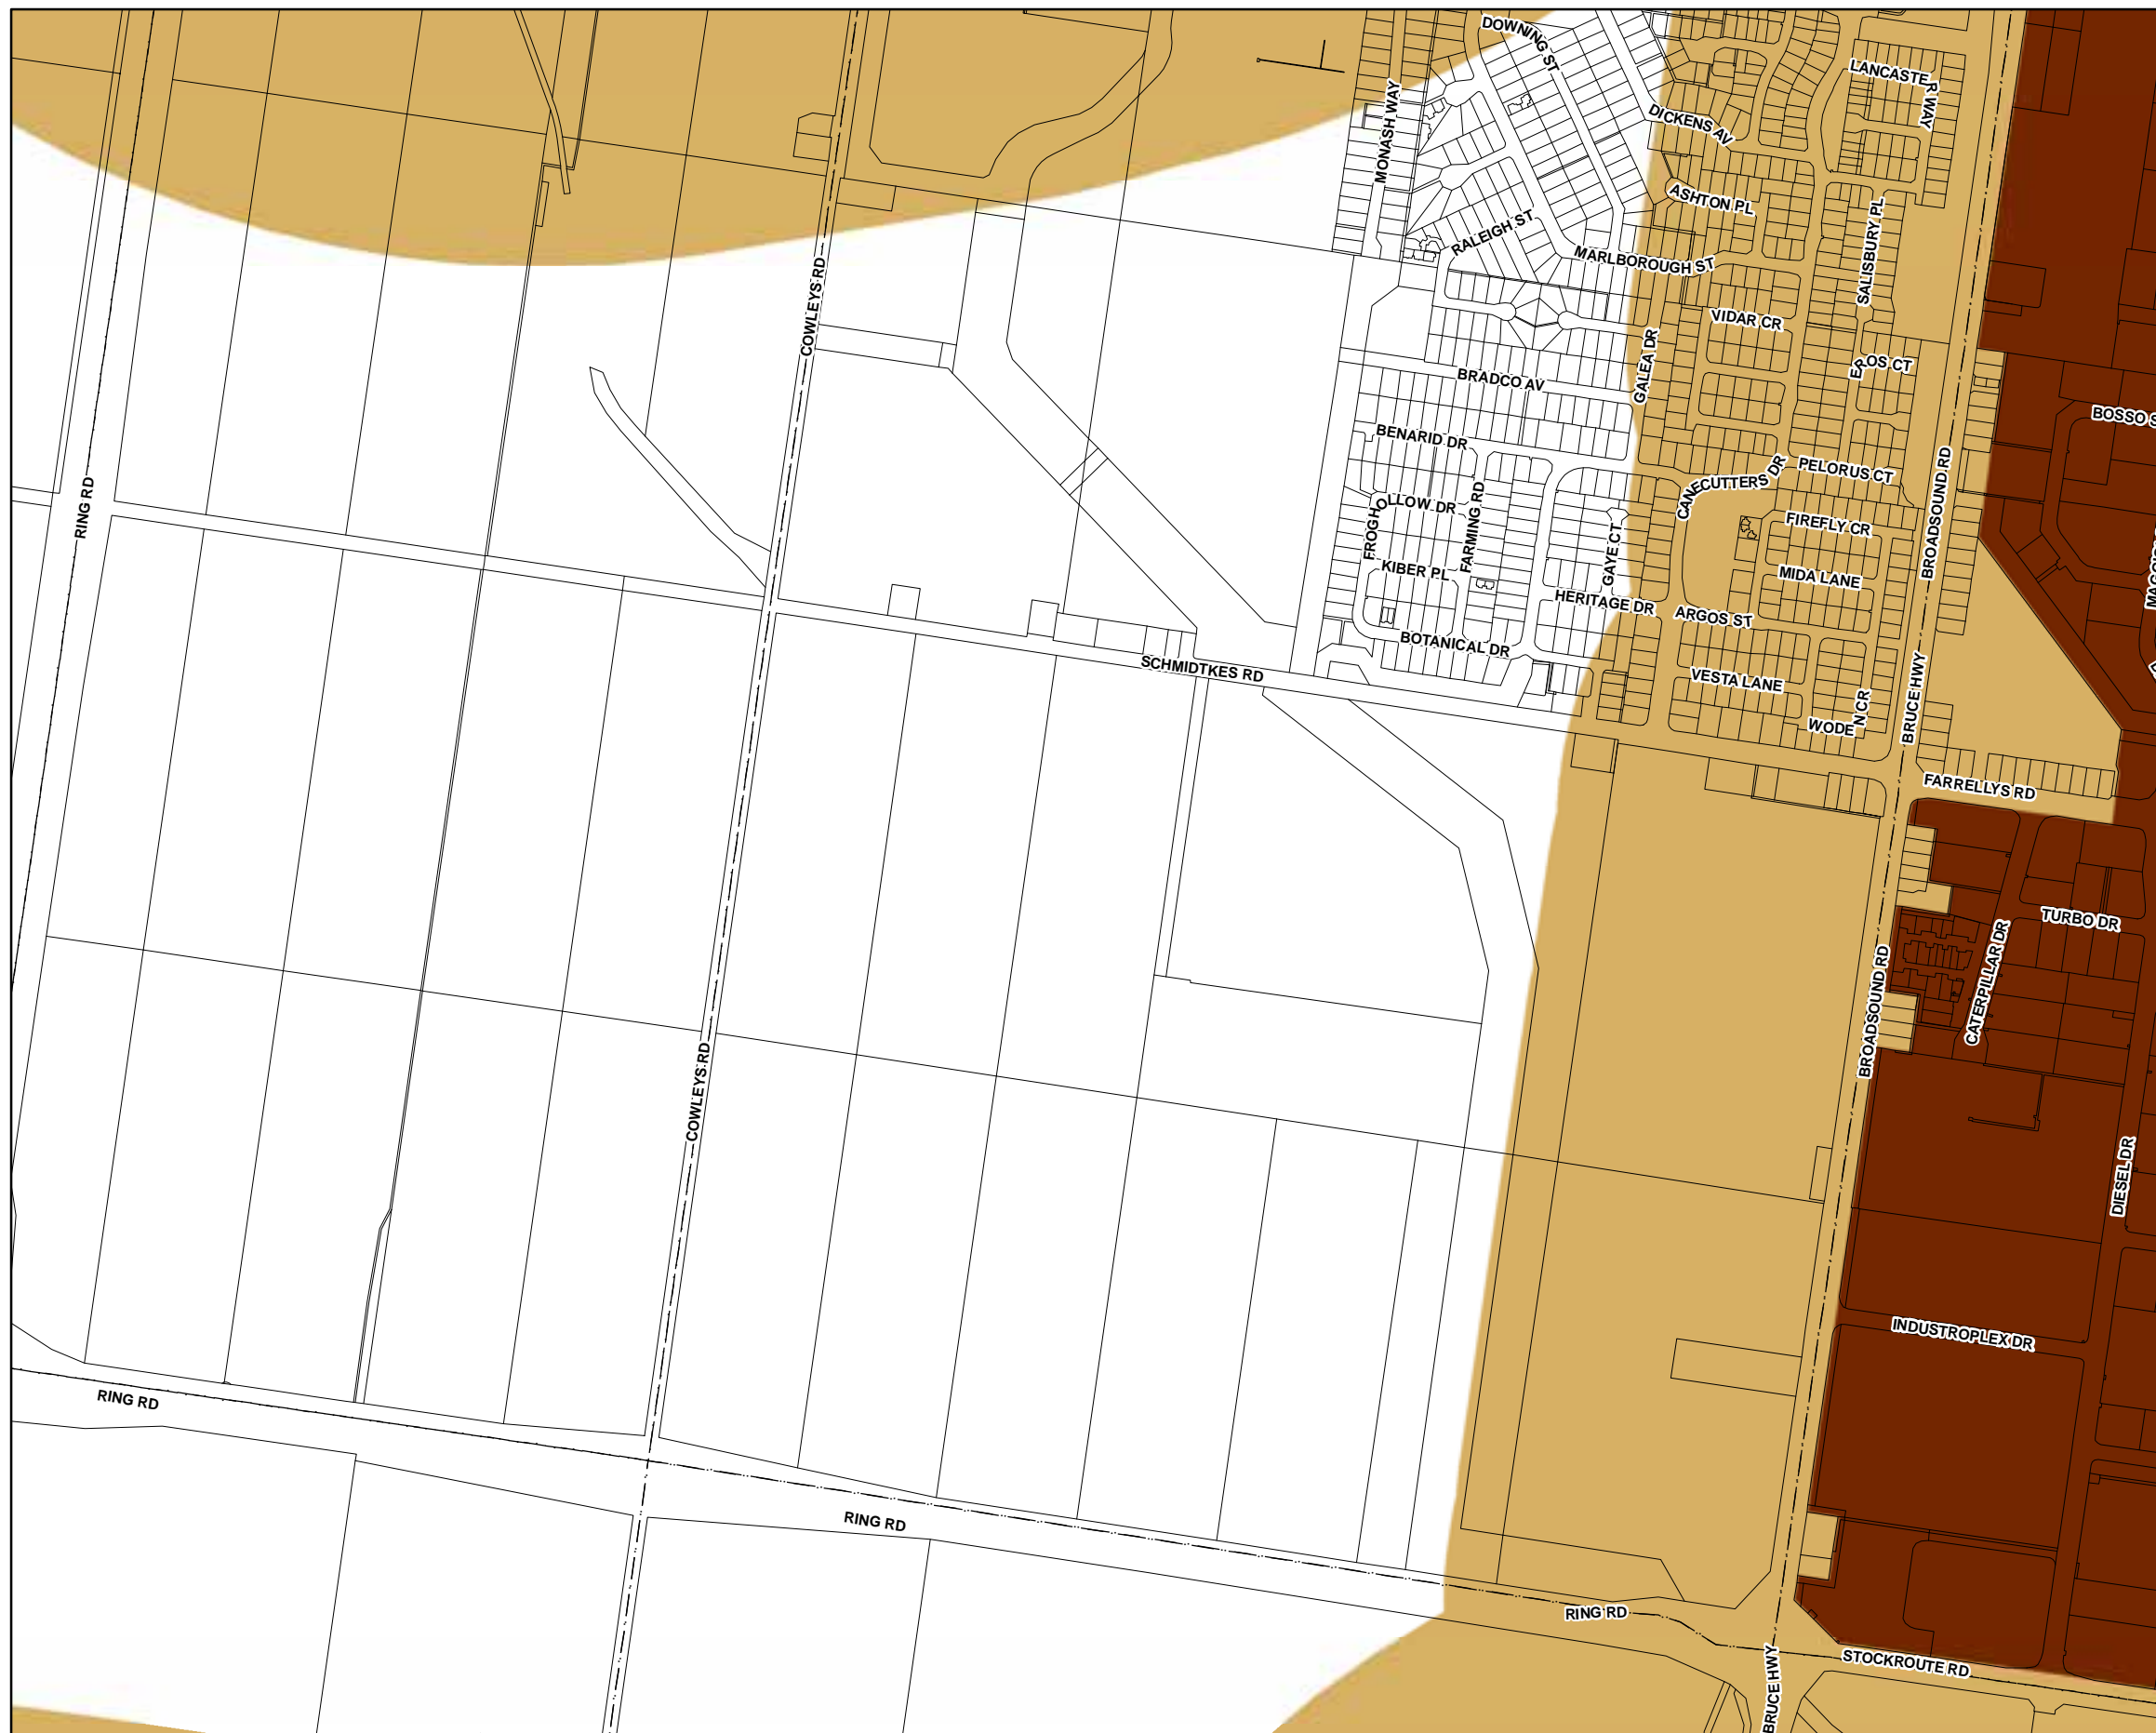 DOWNING ST
LANCASTER WAY
MONASH WAY
DICKENS AV
ASHTON PL
RALEIGH ST
MARLBOROUGH ST
SALISBURY PL
COWLEYS RD
VIDAR CR
GALEA DR
EROS CT
BRADCO AV
BOSSO S
BENARID DR
RING RD
CANECUTTERS DR
PELORUS CT
BROADSOUND RD
FROGHOLLOW DR
FARMING RD
FIREFLY CR
GAYE CT
KIBER PL
MIDA LANE
HERITAGE DR
ARGOS ST
BOTANICAL DR
SCHMIDTKES RD
VESTA LANE
BRUCE HWY
WODEN CR
FARRELLYS RD
TURBO DR
CATERPILLAR DR
BROADSOUND RD
COWLEYS RD
DIESEL DR
INDUSTROPLEX DR
RING RD
RING RD
RING RD
STOCKROUTE RD
BRUCE HWY